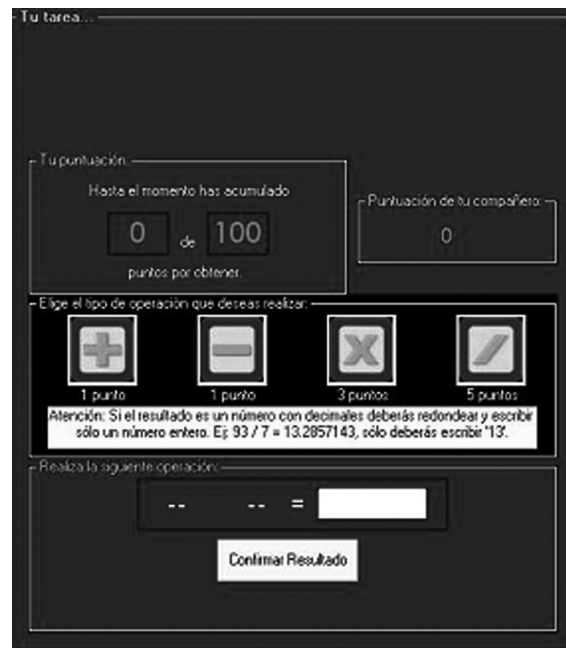 Tu tarea...
Tu puntuación:
Hasta el momento has acumulado
0 de 100
puntos por obtener.
Puntuación de tu compañero:
0
Elige el tipo de operación que deseas realizar:
+ − x /
1 punto 1 punto 3 puntos 5 puntos
Atención: Si el resultado es un número con decimales deberás redondear y escribir
sólo un número entero. Ej: 93 / 7 = 13.2857143, sólo deberás escribir '13'.
Realiza la siguiente operación:
-- -- =
Confirmar Resultado